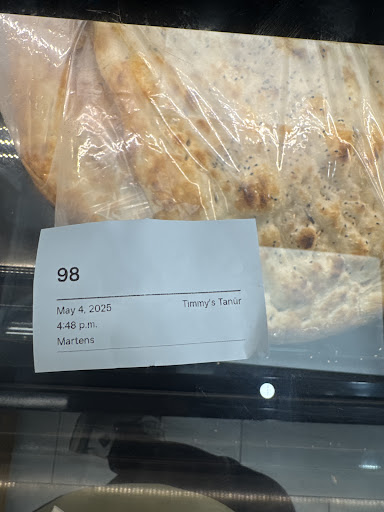 98
May 4, 2025 Timmy's Tanūr
4:48 p.m.
Martens